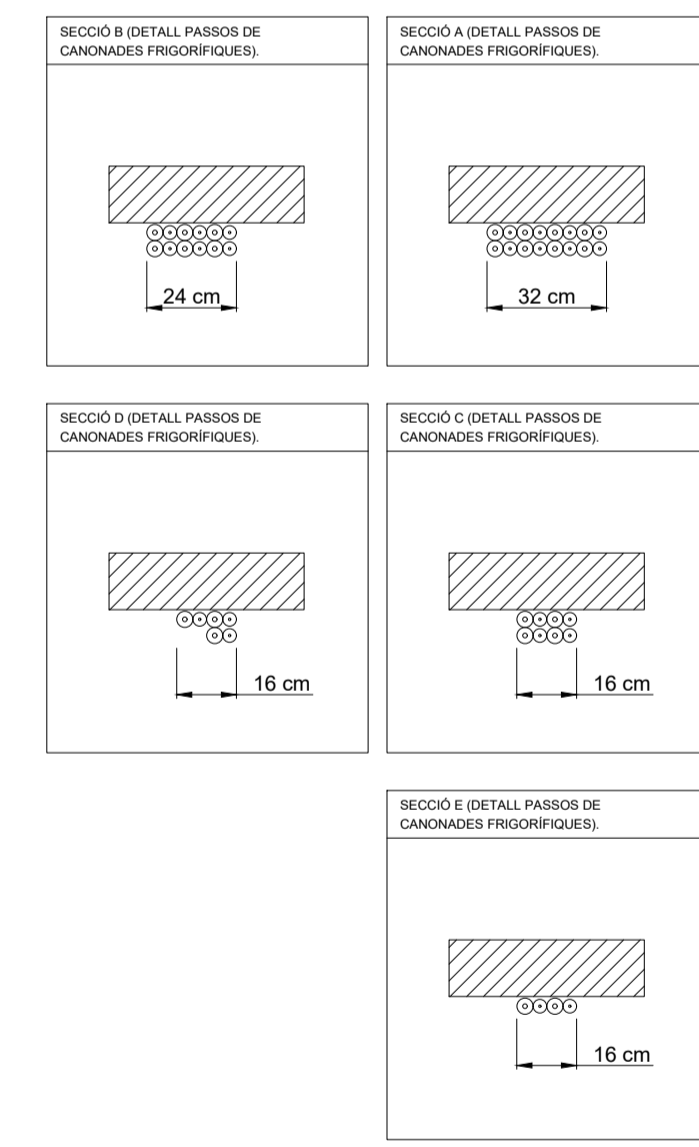 SECCIÓ B (DETALL PASSOS DE
CANONADES FRIGORÍFIQUES).
24 cm
SECCIÓ A (DETALL PASSOS DE
CANONADES FRIGORÍFIQUES).
32 cm
SECCIÓ D (DETALL PASSOS DE
CANONADES FRIGORÍFIQUES).
16 cm
SECCIÓ C (DETALL PASSOS DE
CANONADES FRIGORÍFIQUES).
16 cm
SECCIÓ E (DETALL PASSOS DE
CANONADES FRIGORÍFIQUES).
16 cm